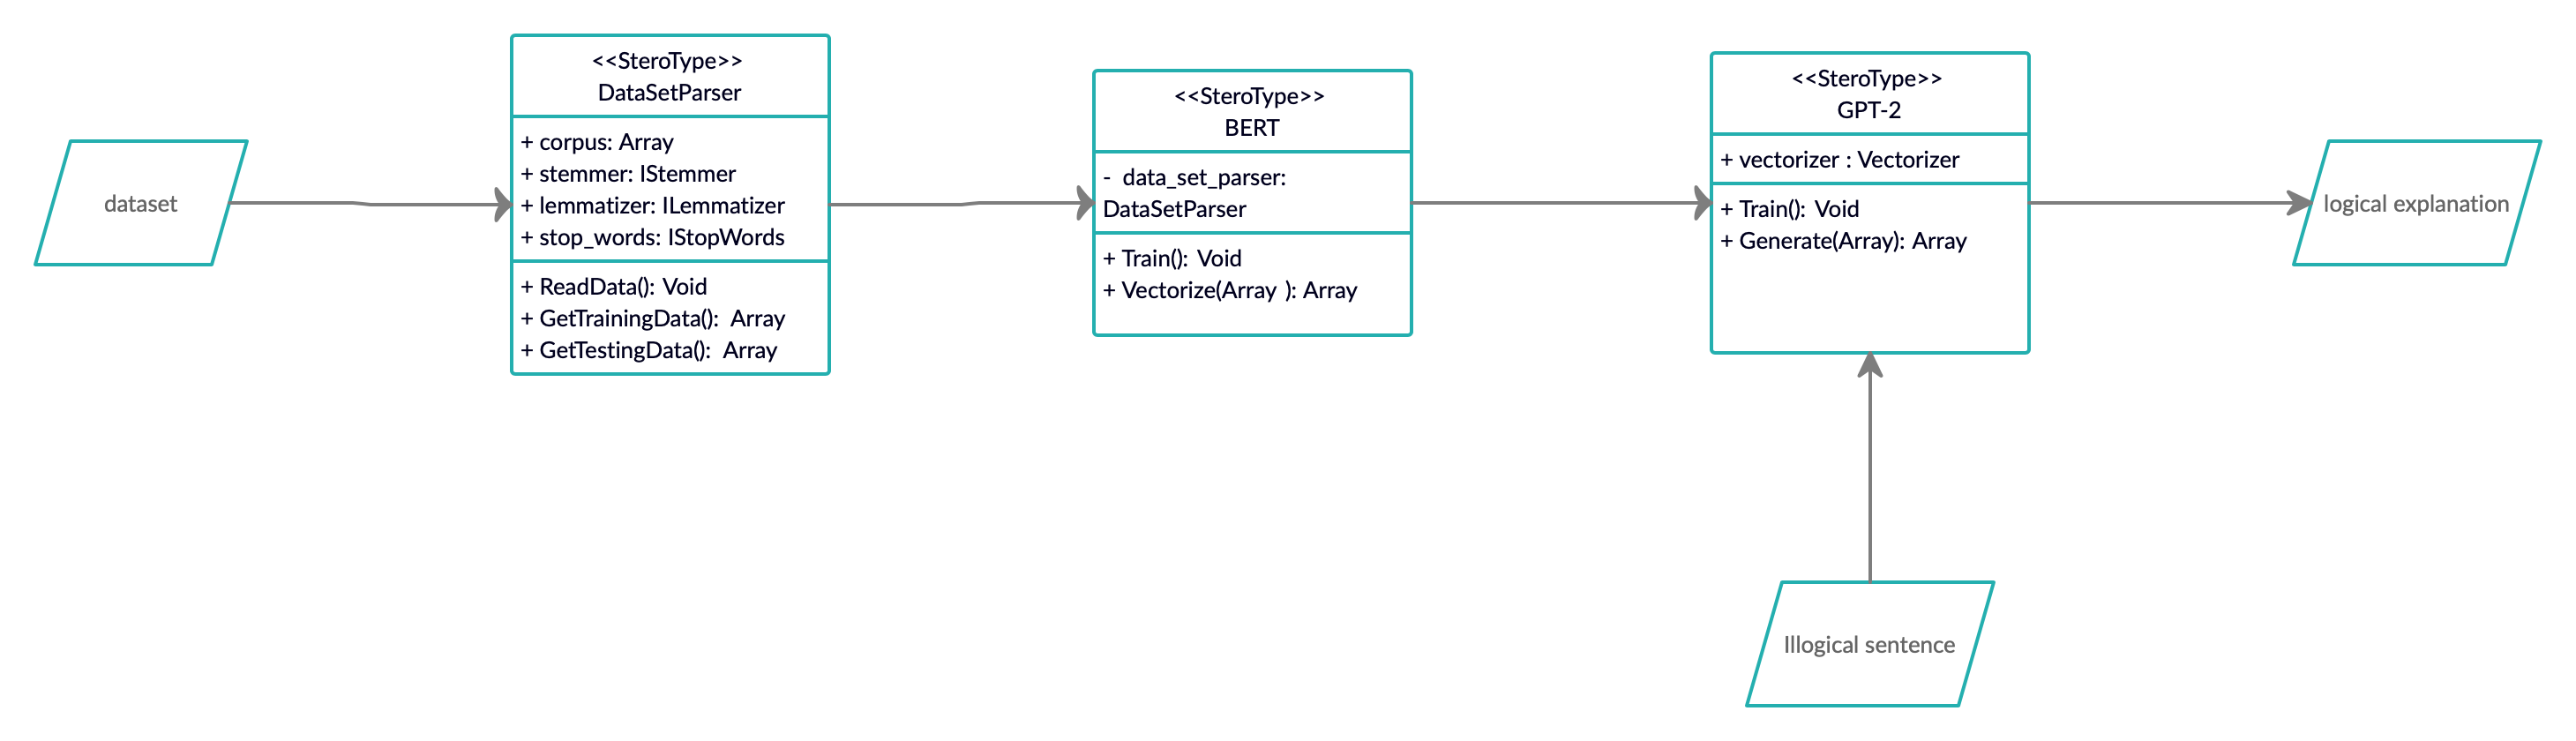 dataset
<<SteroType>>
DataSetParser
+ corpus: Array
+ stemmer: IStemmer
+ lemmatizer: ILemmatizer
+ stop_words: IStopWords
+ ReadData(): Void
+ GetTrainingData(): Array
+ GetTestingData(): Array
<<SteroType>>
BERT
- data_set_parser:
DataSetParser
+ Train(): Void
+ Vectorize(Array ): Array
<<SteroType>>
GPT-2
+ vectorizer : Vectorizer
+ Train(): Void
+ Generate(Array): Array
logical explanation
Illogical sentence